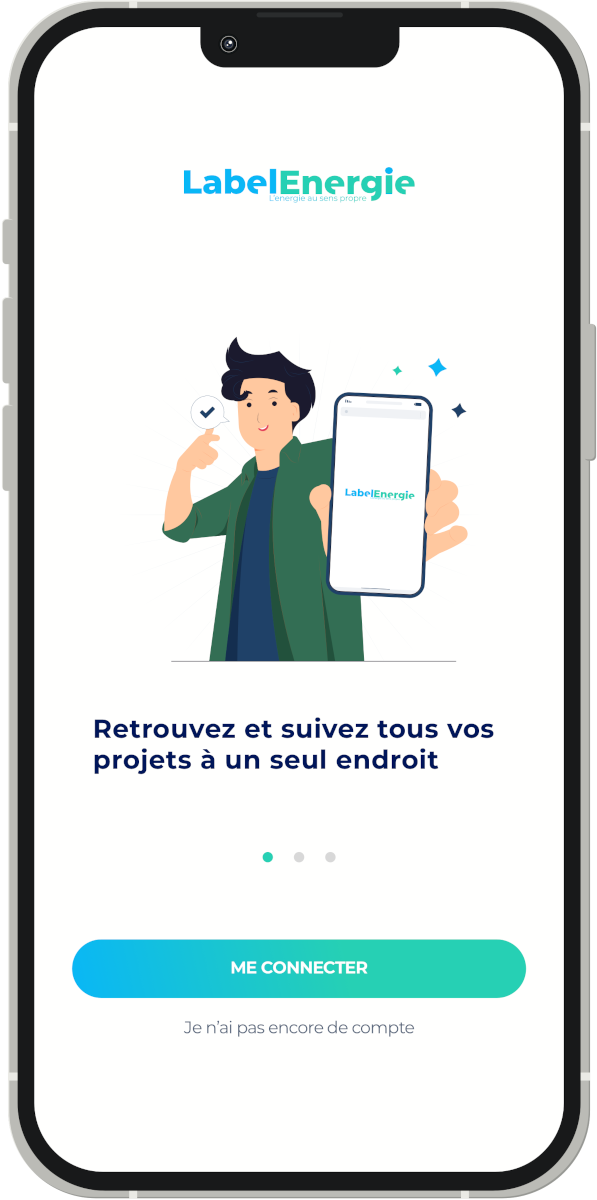 LabelEnergie
L'energie au sens propre
LabelEnergie
Retrouvez et suivez tous vos
projets à un seul endroit
ME CONNECTER
Je n'ai pas encore de compte